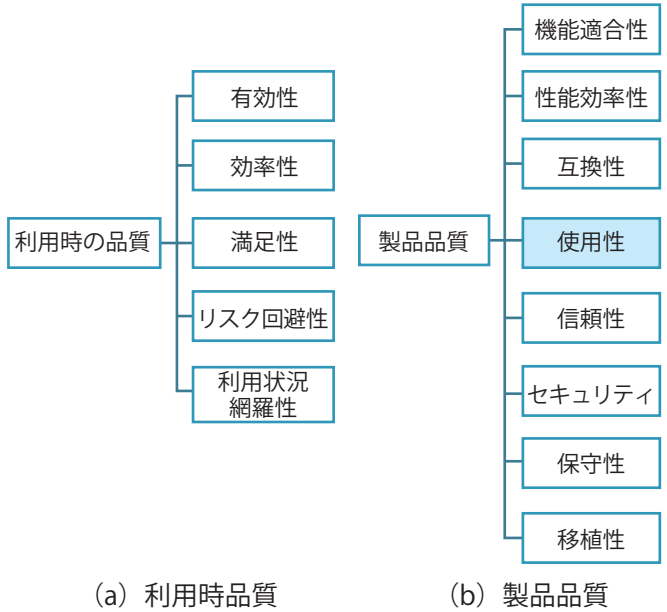 利用時の品質
有効性
効率性
満足性
リスク回避性
利用状況
網羅性
(a) 利用時品質
製品品質
機能適合性
性能効率性
互換性
使用性
信頼性
セキュリティ
保守性
移植性
(b) 製品品質